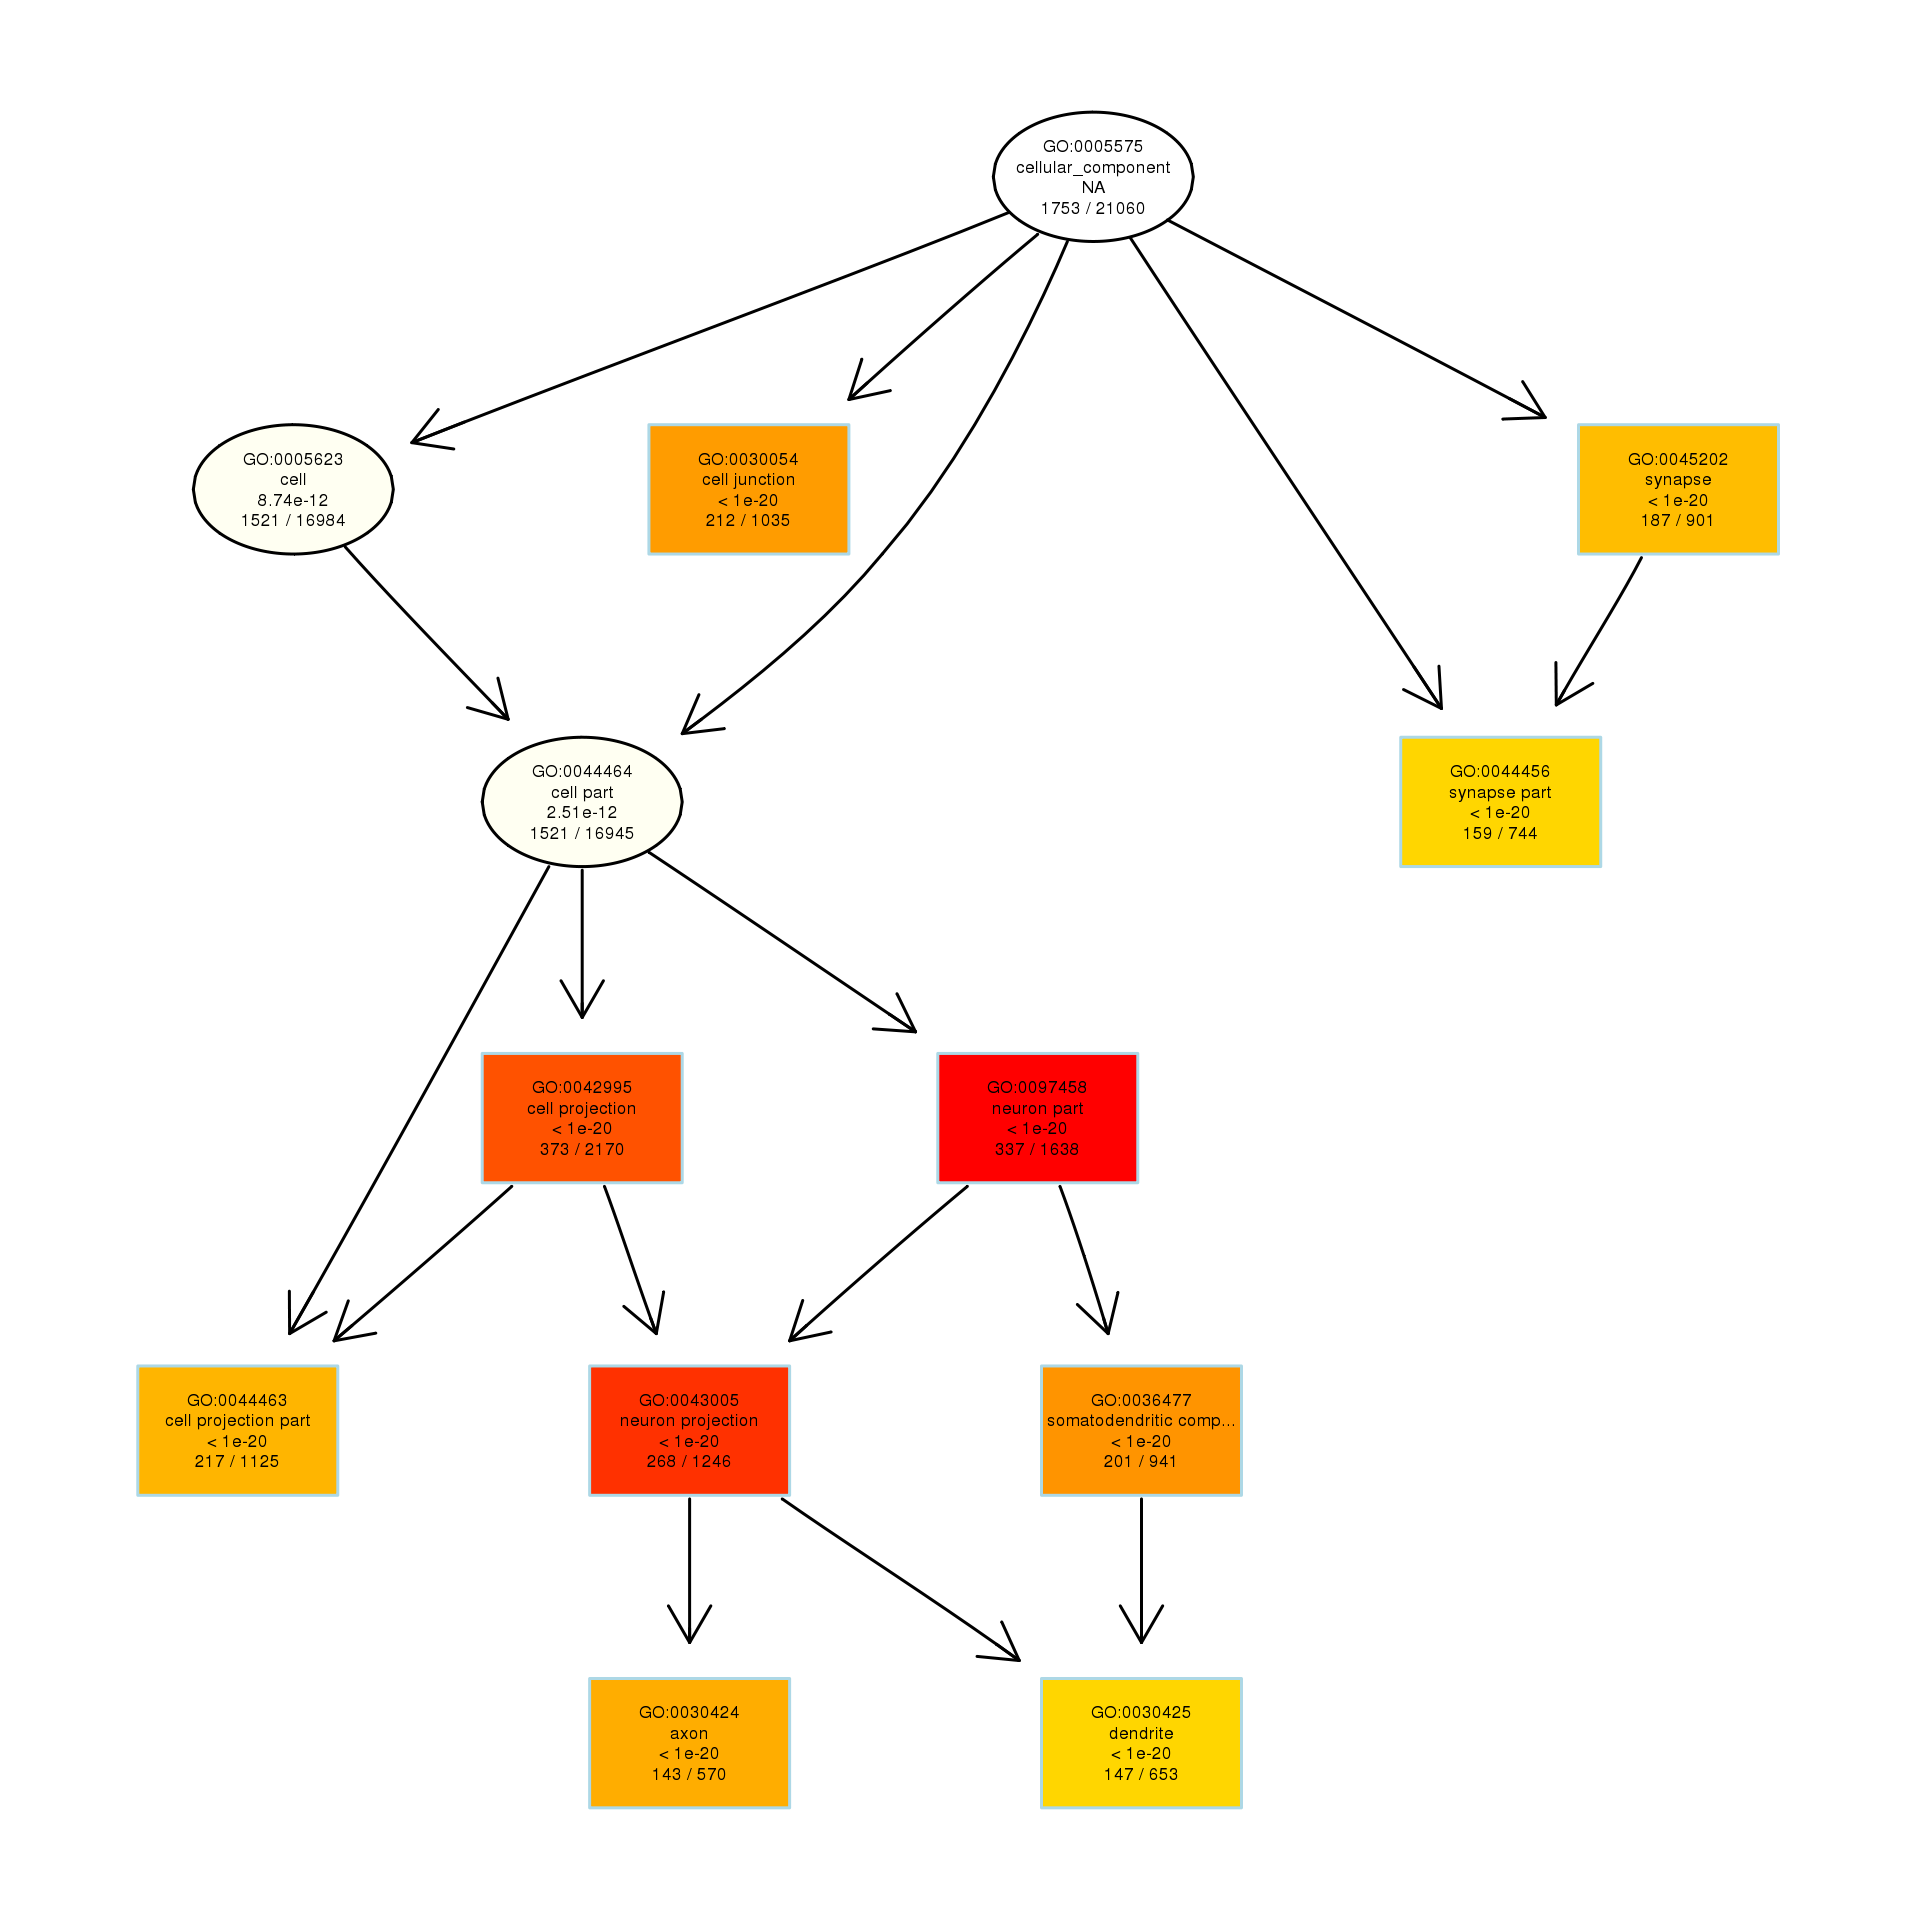 GO:0005575
cellular_component
NA
1753 / 21060
GO:0005623
cell
8.74e-12
1521 / 16984
GO:0030054
cell junction
< 1e-20
212 / 1035
GO:0045202
synapse
< 1e-20
187 / 901
GO:0044464
cell part
2.51e-12
1521 / 16945
GO:0044456
synapse part
< 1e-20
159 / 744
GO:0042995
cell projection
< 1e-20
373 / 2170
GO:0097458
neuron part
< 1e-20
337 / 1638
GO:0044463
cell projection part
< 1e-20
217 / 1125
GO:0043005
neuron projection
< 1e-20
268 / 1246
GO:0036477
somatodendritic comp...
< 1e-20
201 / 941
GO:0030424
axon
< 1e-20
143 / 570
GO:0030425
dendrite
< 1e-20
147 / 653